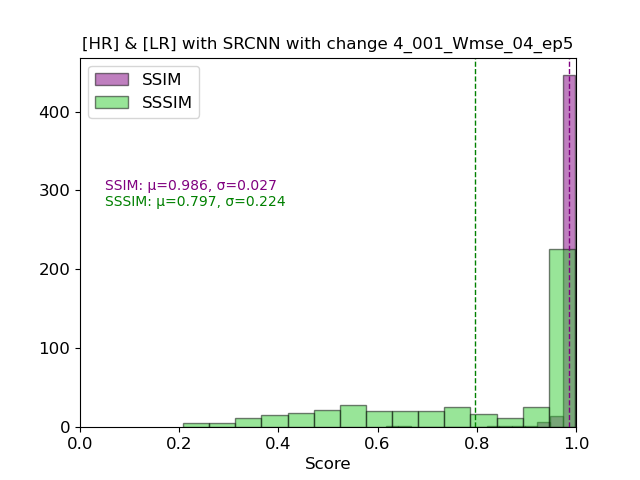 [HR] & [LR] with SRCNN with change 4_001_Wmse_04_ep5
SSIM
SSSIM
400
300
200
100
0
SSIM: μ=0.986, σ=0.027
SSSIM: μ=0.797, σ=0.224
0.0 0.2 0.4 0.6 0.8 1.0
Score